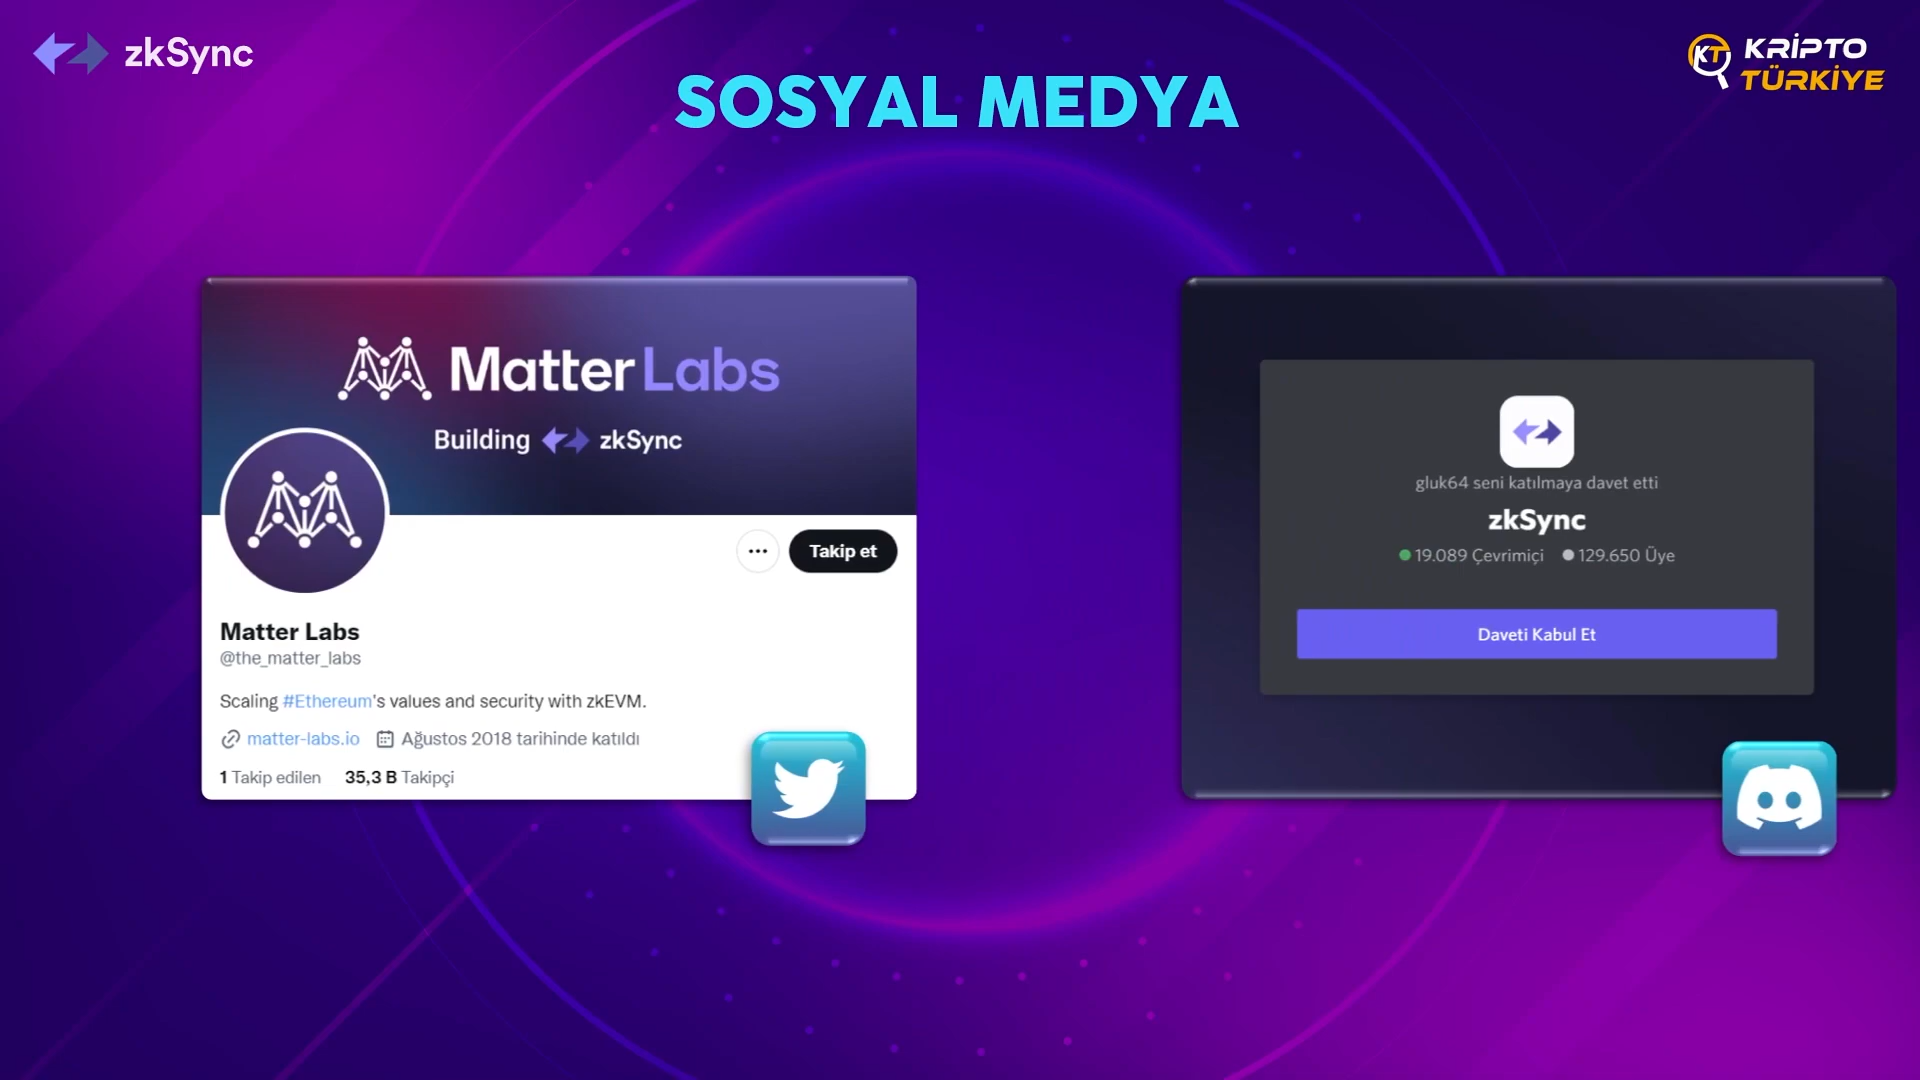 zkSync
KRİPTO
TÜRKİYE
KT
SOSYAL MEDYA
Matter Labs
Building zkSync
Takip et
Matter Labs
@the_matter_labs
Scaling #Ethereum's values and security with zkEVM.
matter-labs.io Ağustos 2018 tarihinde katıldı
1 Takip edilen 35,3 B Takipçi
gluk64 seni katılmaya davet etti
zkSync
19.089 Çevrimiçi 129.650 Üye
Daveti Kabul Et